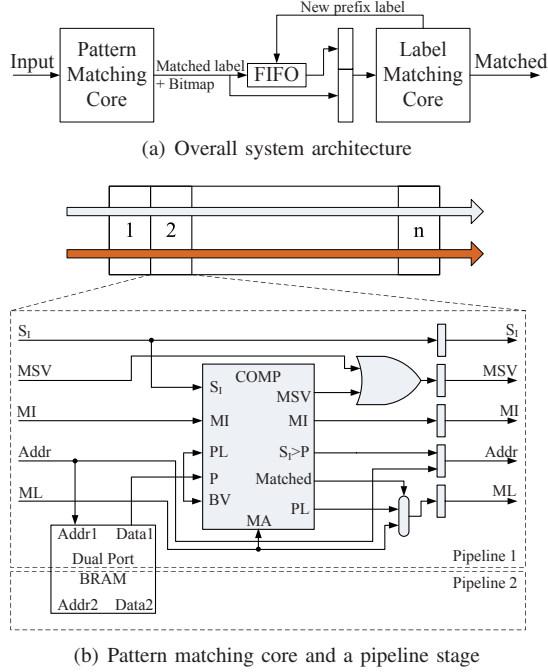 New prefix label
Input
Pattern
Matching
Core
Matched label
+ Bitmap
FIFO
Label
Matching
Core
Matched
(a) Overall system architecture
1 2 n
S_I S_I
COMP
MSV S_I MSV MSV
MI MI MI MI
Addr PL S_I>P Addr
ML P Matched ML
BV PL
MA
Addr1 Data1
Dual Port
BRAM
Addr2 Data2
Pipeline 1
Pipeline 2
(b) Pattern matching core and a pipeline stage